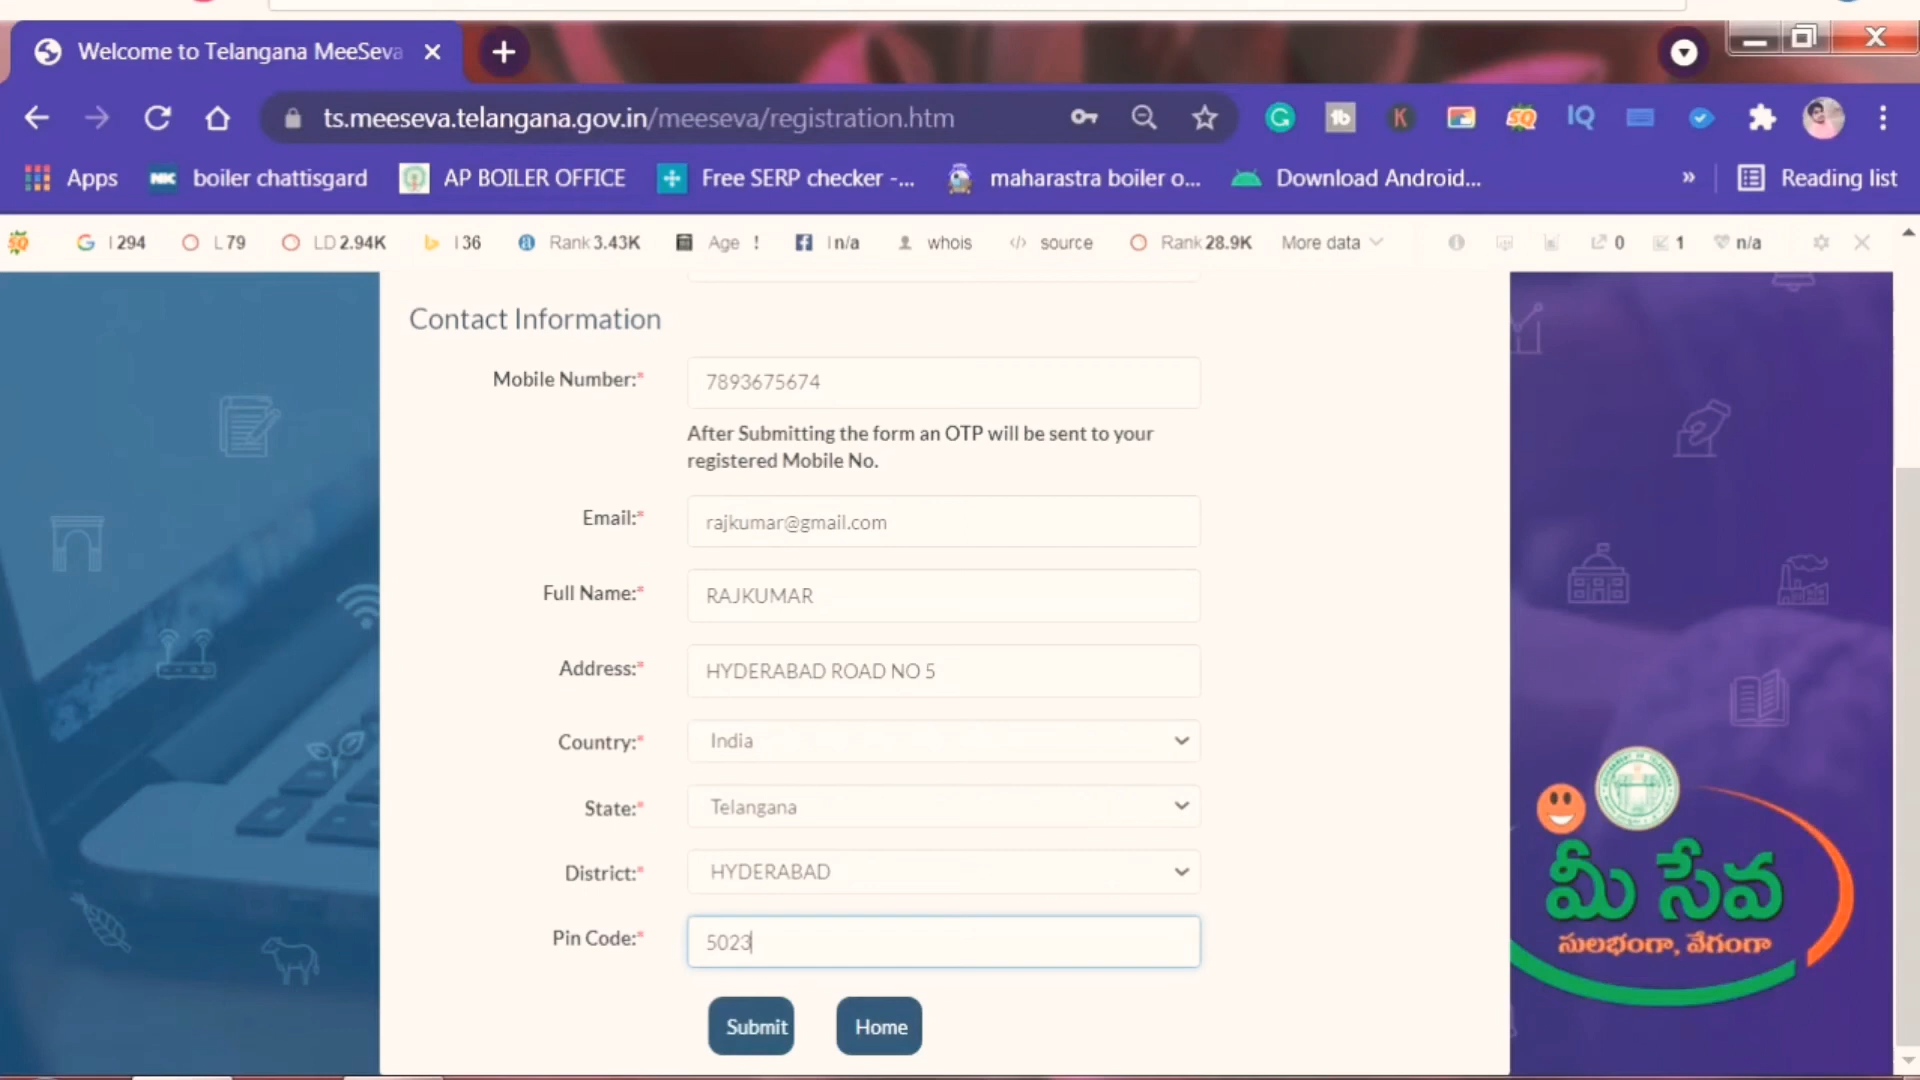 Welcome to Telangana MeeSeva
ts.meeseva.telangana.gov.in/meeseva/registration.htm
Apps
NIC boiler chattisgard
AP BOILER OFFICE
Free SERP checker -...
maharastra boiler o...
Download Android...
»
Reading list
SQ
G I 294
L 79
LD 2.94K
I 36
Rank 3.43K
Age !
I n/a
whois
source
Rank 28.9K
More data
0
1
n/a
Contact Information
Mobile Number:*
7893675674
After Submitting the form an OTP will be sent to your
registered Mobile No.
Email:*
rajkumar@gmail.com
Full Name:*
RAJKUMAR
Address:*
HYDERABAD ROAD NO 5
Country:*
India
State:*
Telangana
District:*
HYDERABAD
Pin Code:*
5023
Submit
Home
మీ సేవ
సులభంగా, వేగంగా